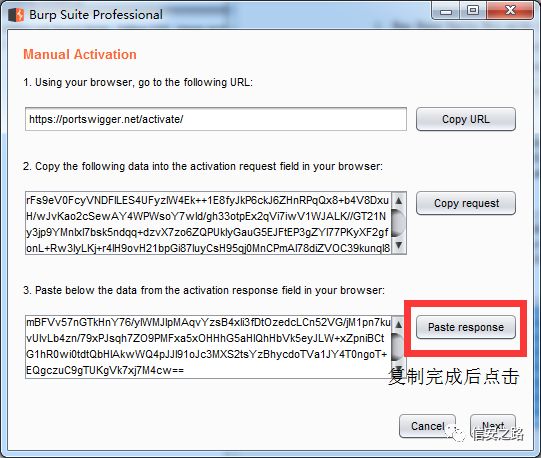 Burp Suite Professional
Manual Activation
1. Using your browser, go to the following URL:
https://portswigger.net/activate/
Copy URL
2. Copy the following data into the activation request field in your browser:
rFs9eV0FcyVNDFILES4UFyzlW4Ek++1E8fyJkP6ckJ6ZHnRPqQx8+b4V8Dxu
H/wJvKao2cSewAY4WPWsoY7wld/gh33otpEx2qVi7iwV1WJALK//GT21N
y3jp9YMnlxl7bsk5ndqq+dzvX7zo6ZQPUklyGauG5EJFtEP3gZYl77PKyXF2gf
onL+Rw3lyLKj+r4lH9ovH21bpGi87luyCsH95qj0MnCPmAl78diZVOC39kunql8
Copy request
3. Paste below the data from the activation response field in your browser:
mBFVv57nGTkHnY76/ylWMJlpMAqvYzsB4xli3fDtOzedcLCn52VG/jM1pn7ku
vUlvLb4zn/79xPJsqh7ZO9PMFxa5xOHHhG5aHlQhHbVk5eyJLW+xZpniBCt
G1hR0wi0tdtQbHlAkwWQ4pJJl91oJc3MXS2tsYzBhycdoTVa1JY4T0ngoT+
EQgczuC9gTUKgVk7xj7M4cw==
Paste response
复制完成后点击
Cancel
Next
信安之路